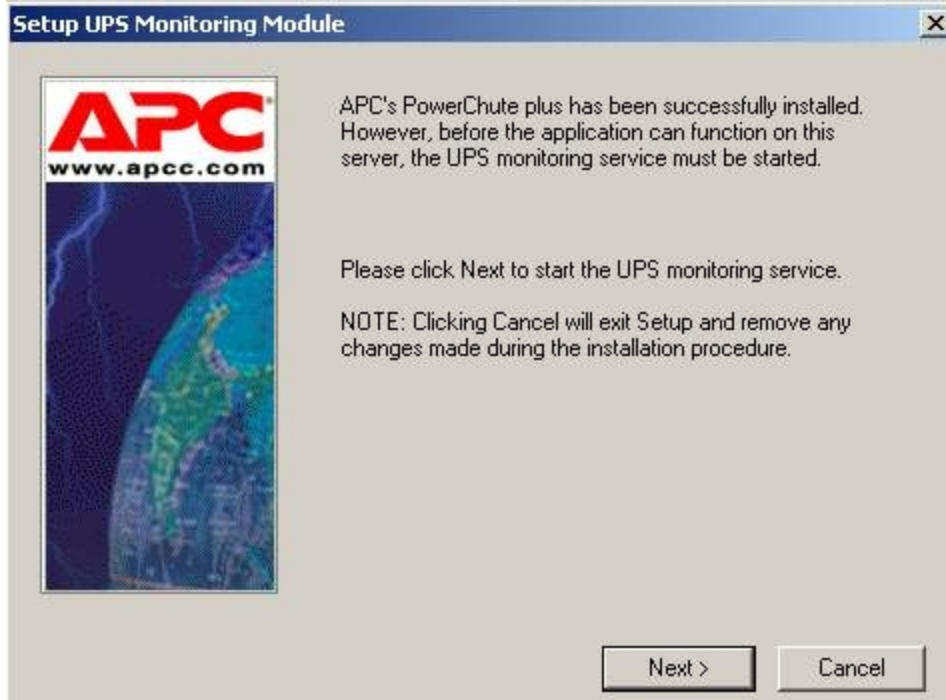 Setup UPS Monitoring Module
APC
www.apcc.com
APC's PowerChute plus has been successfully installed.
However, before the application can function on this
server, the UPS monitoring service must be started.
Please click Next to start the UPS monitoring service.
NOTE: Clicking Cancel will exit Setup and remove any
changes made during the installation procedure.
Next >
Cancel